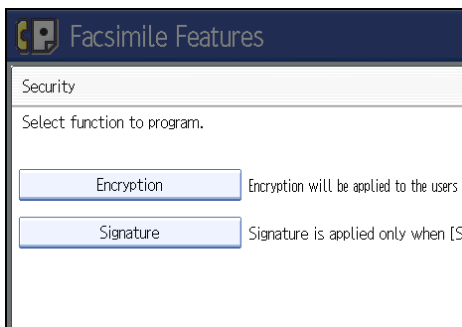 Facsimile Features
Security
Select function to program.
Encryption Encryption will be applied to the users
Signature Signature is applied only when [S